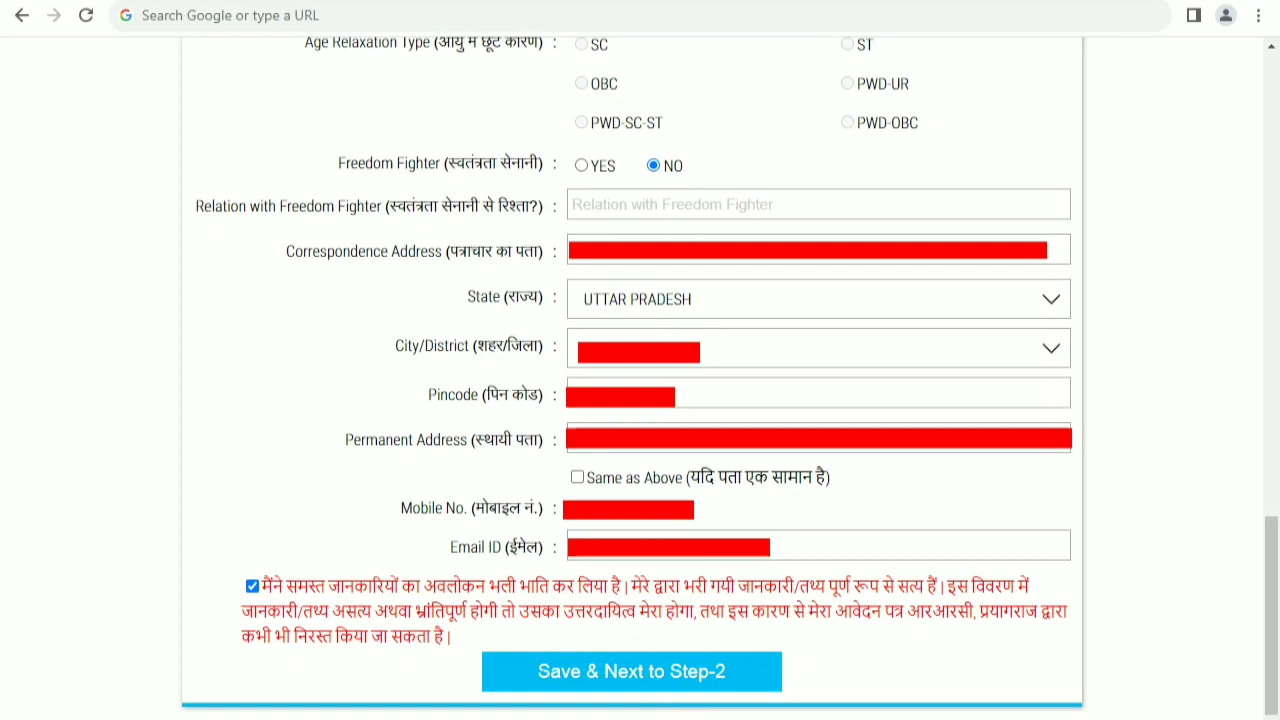 Search Google or type a URL
Age Relaxation Type (आयु में छूट कारण) : SC ST
OBC PWD-UR
PWD-SC-ST PWD-OBC
Freedom Fighter (स्वतंत्रता सेनानी) : YES NO
Relation with Freedom Fighter (स्वतंत्रता सेनानी से रिश्ता?) : Relation with Freedom Fighter
Correspondence Address (पत्राचार का पता) :
State (राज्य) : UTTAR PRADESH
City/District (शहर/जिला) :
Pincode (पिन कोड) :
Permanent Address (स्थायी पता) :
Same as Above (यदि पता एक सामान है)
Mobile No. (मोबाइल नं.) :
Email ID (ईमेल) :
मैंने समस्त जानकारियों का अवलोकन भली भाति कर लिया है | मेरे द्वारा भरी गयी जानकारी/तथ्य पूर्ण रूप से सत्य हैं | इस विवरण में
जानकारी/तथ्य असत्य अथवा भ्रांतिपूर्ण होगी तो उसका उत्तरदायित्व मेरा होगा, तथा इस कारण से मेरा आवेदन पत्र आरआरसी, प्रयागराज द्वारा
कभी भी निरस्त किया जा सकता है |
Save & Next to Step-2